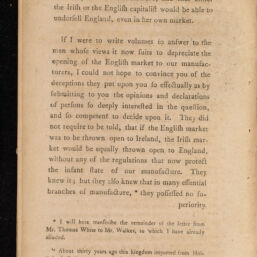 the Irish or the English capitalist would be able to
undersell England, even in her own market.
If I were to write volumes in answer to the
men whose views it now suits to depreciate
the opening of the English market to our manufac-
turers, I could not hope to convince you of the
deceptions they put upon you so effectually as by
submitting to you the opinions and declarations
of persons so deeply interested in the question,
and so competent to decide upon it. They did
not require to be told, that if the English market
was to be thrown open to Ireland, the Irish mar-
ket would be equally thrown open to England,
without any of the regulations that now protect
the infant state of our manufacture. They
knew it; but they also knew that in many essential
branches of manufacture, * they possessed no su-
periority.
* I will here transcribe the remainder of the letter from
Mr. Thomas White to Mr. Walker, to which I have already
alluded.
" About thirty years ago this kingdom imported from